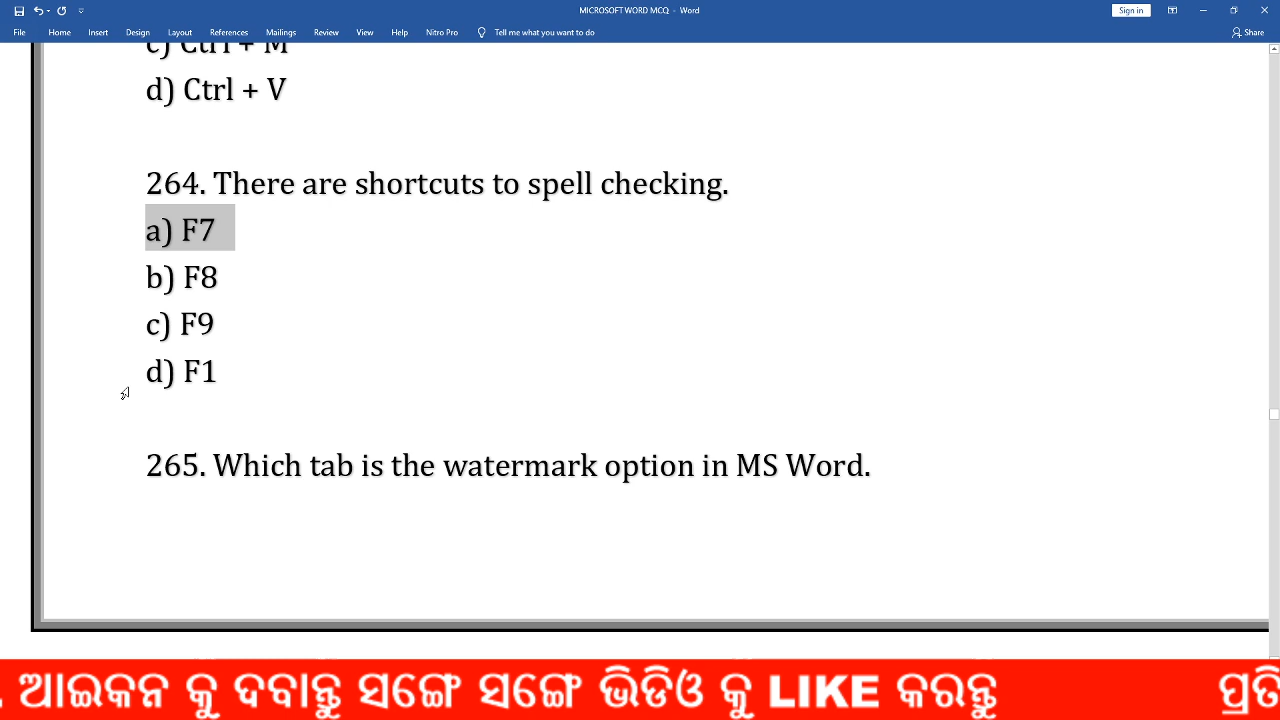 MICROSOFT WORD MCQ - Word
Sign in
File Home Insert Design Layout References Mailings Review View Help Nitro Pro Tell me what you want to do Share
c) Ctrl + M
d) Ctrl + V
264. There are shortcuts to spell checking.
a) F7
b) F8
c) F9
d) F1
265. Which tab is the watermark option in MS Word.
ଆଇକନ କୁ ଦବାନ୍ତୁ ସଙ୍ଗେ ସଙ୍ଗେ ଭିଡିଓ କୁ LIKE କରନ୍ତୁ ପ୍ରତି